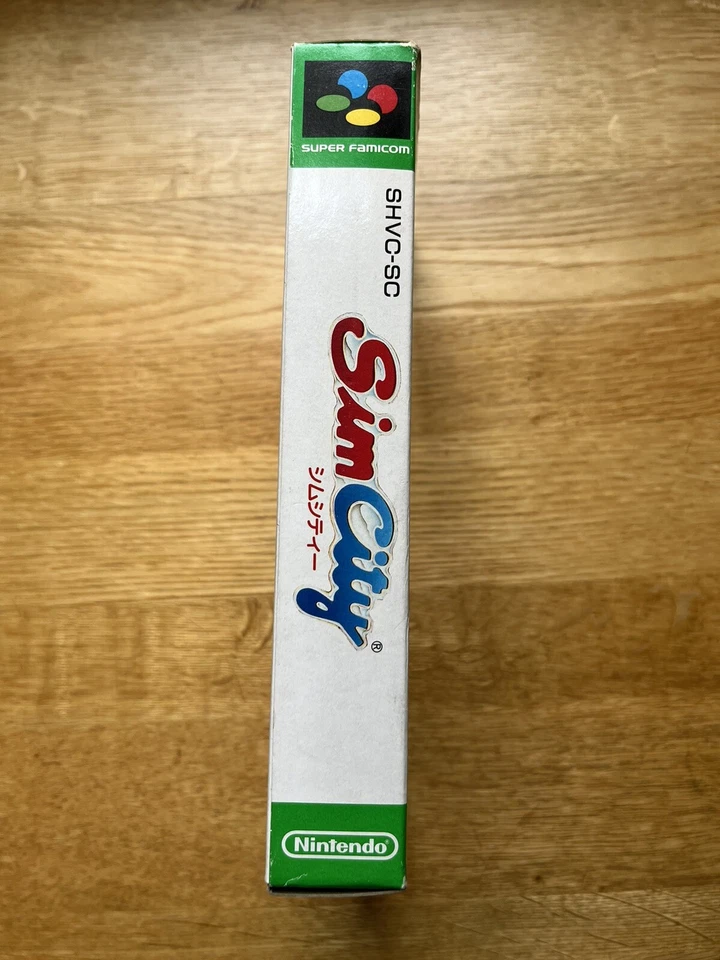 SUPER FAMICOM
SHVC-SC
SimCity®
シムシティー
Nintendo®